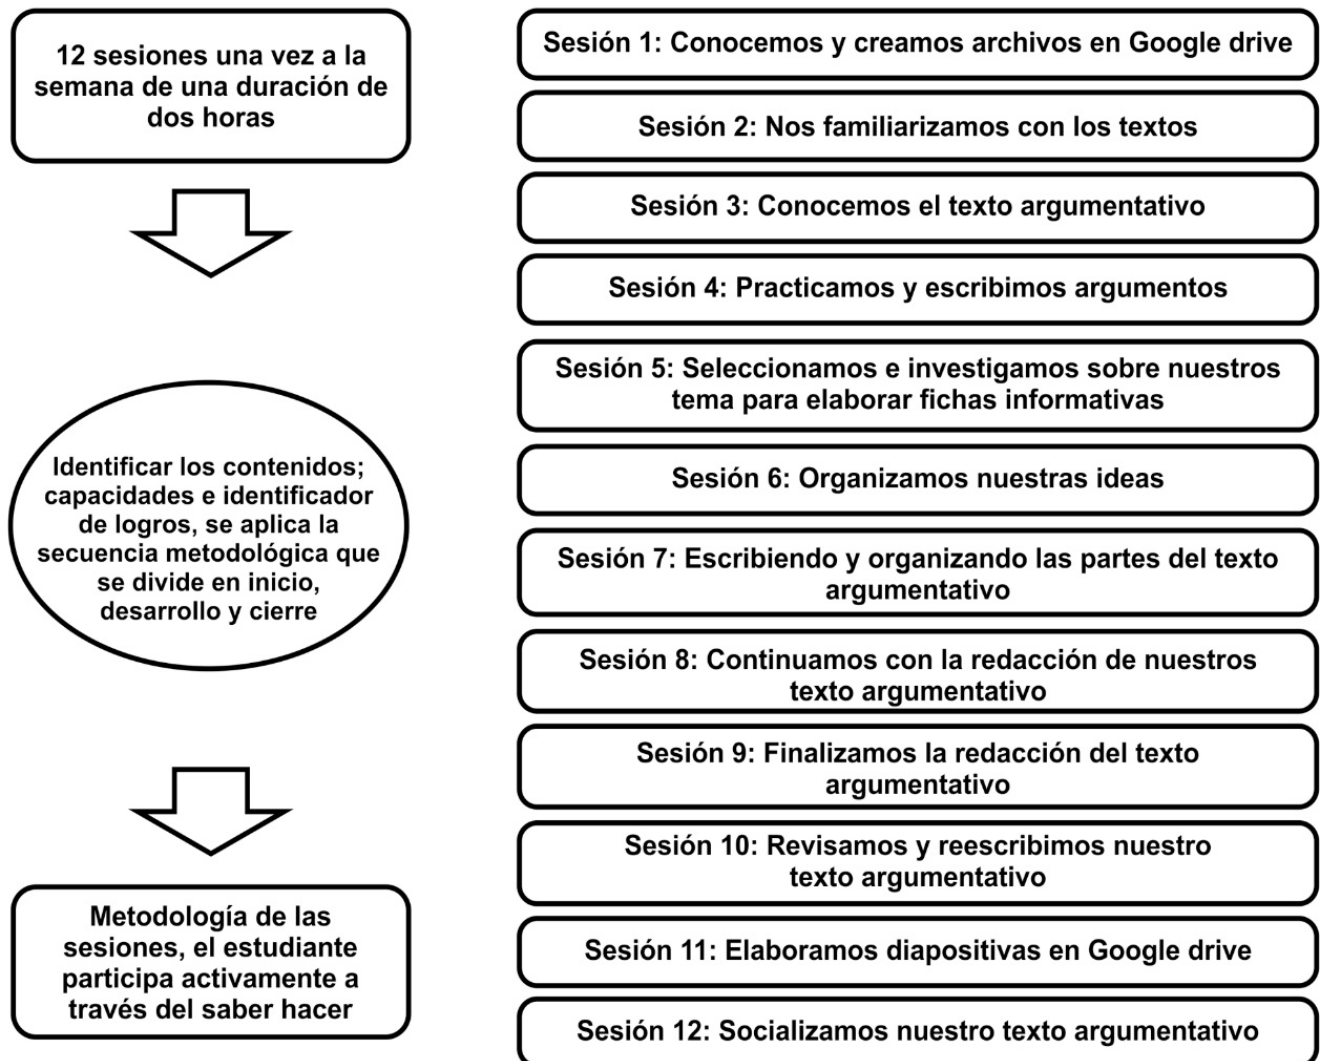 12 sesiones una vez a la
semana de una duración de
dos horas
Identificar los contenidos;
capacidades e identificador
de logros, se aplica la
secuencia metodológica que
se divide en inicio,
desarrollo y cierre
Metodología de las
sesiones, el estudiante
participa activamente a
través del saber hacer
Sesión 1: Conocemos y creamos archivos en Google drive
Sesión 2: Nos familiarizamos con los textos
Sesión 3: Conocemos el texto argumentativo
Sesión 4: Practicamos y escribimos argumentos
Sesión 5: Seleccionamos e investigamos sobre nuestros
tema para elaborar fichas informativas
Sesión 6: Organizamos nuestras ideas
Sesión 7: Escribiendo y organizando las partes del texto
argumentativo
Sesión 8: Continuamos con la redacción de nuestros
texto argumentativo
Sesión 9: Finalizamos la redacción del texto
argumentativo
Sesión 10: Revisamos y reescribimos nuestro
texto argumentativo
Sesión 11: Elaboramos diapositivas en Google drive
Sesión 12: Socializamos nuestro texto argumentativo